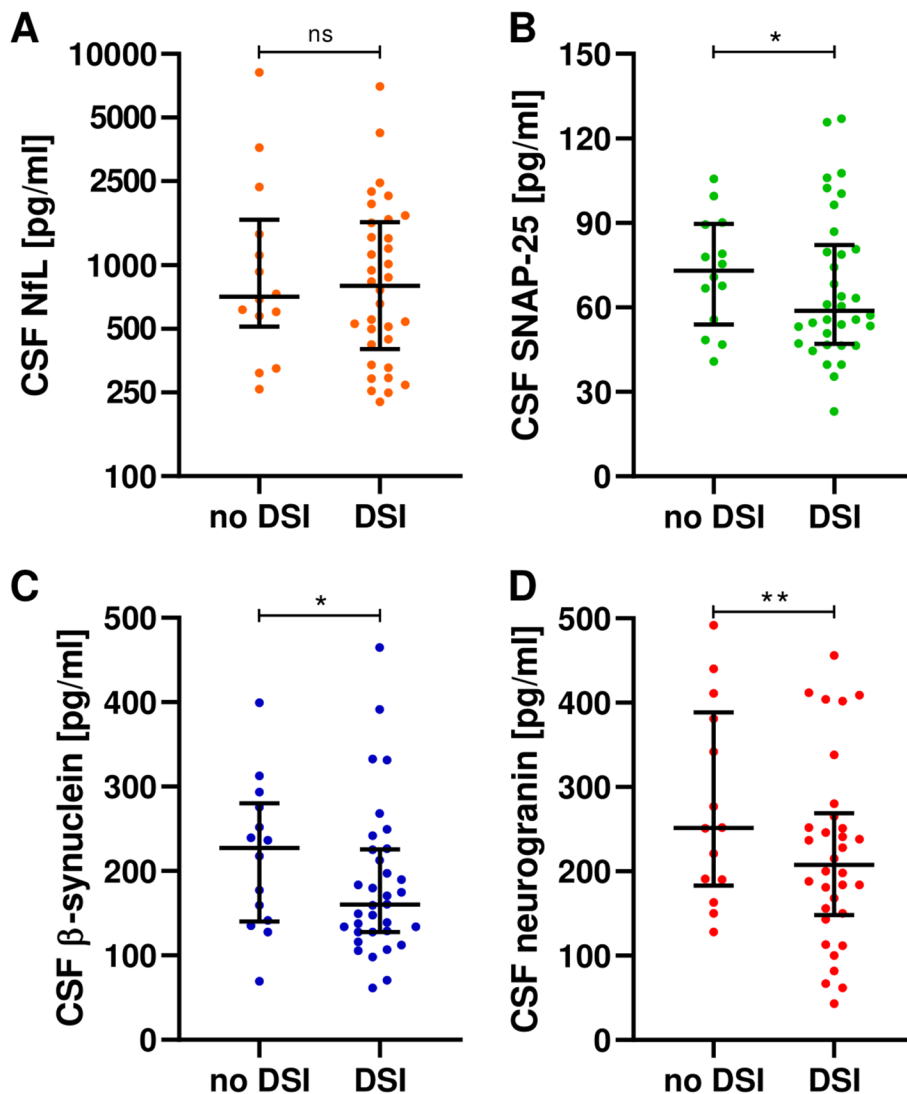 A
ns
10000
5000
2500
1000
500
250
100
CSF NfL [pg/ml]
no DSI
DSI
B
*
150
120
90
60
30
0
CSF SNAP-25 [pg/ml]
no DSI
DSI
C
*
500
400
300
200
100
0
CSF β-synuclein [pg/ml]
no DSI
DSI
D
**
500
400
300
200
100
0
CSF neurogranin [pg/ml]
no DSI
DSI